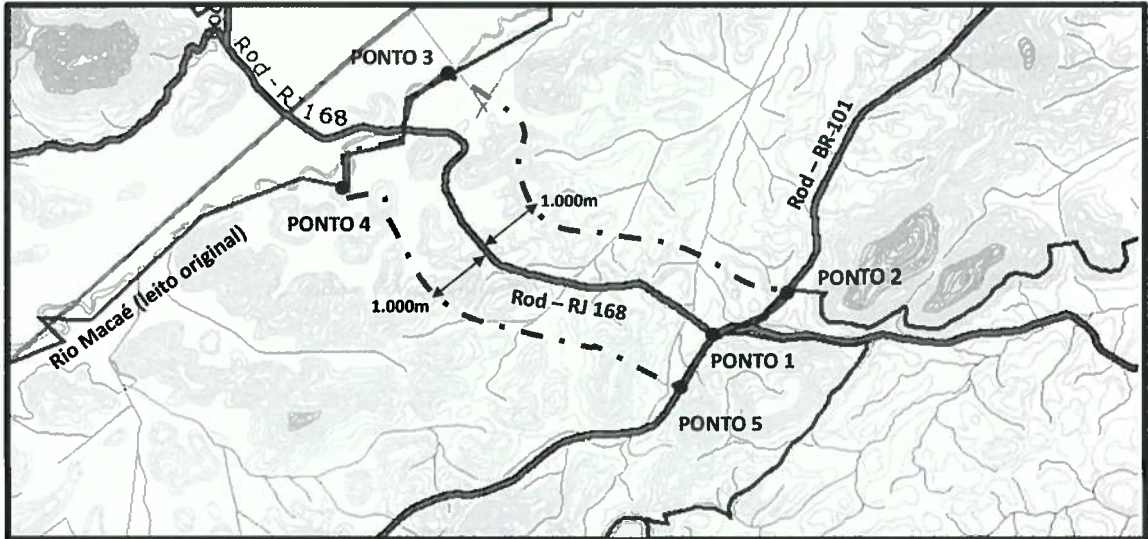 Rod - RJ 168
PONTO 3
Rod – BR-101
1.000m
PONTO 4
PONTO 2
Rio Macaé (leito original)
1.000m
Rod – RJ 168
PONTO 1
PONTO 5